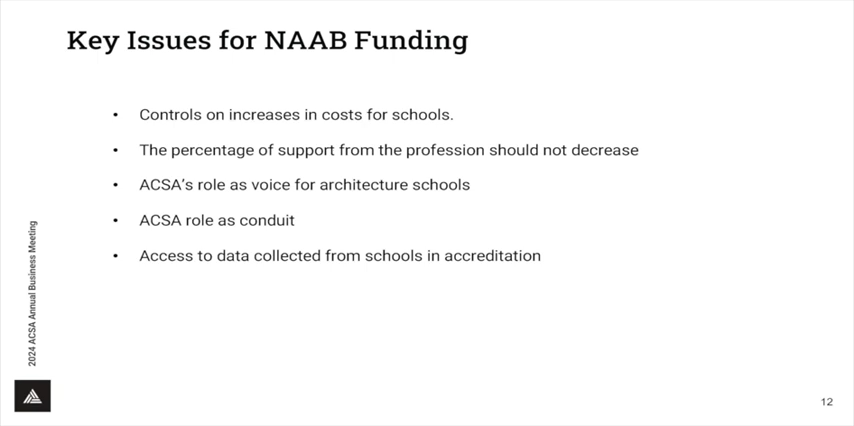 Key Issues for NAAB Funding
• Controls on increases in costs for schools.
• The percentage of support from the profession should not decrease
• ACSA's role as voice for architecture schools
• ACSA role as conduit
• Access to data collected from schools in accreditation
2024 ACSA Annual Business Meeting
12